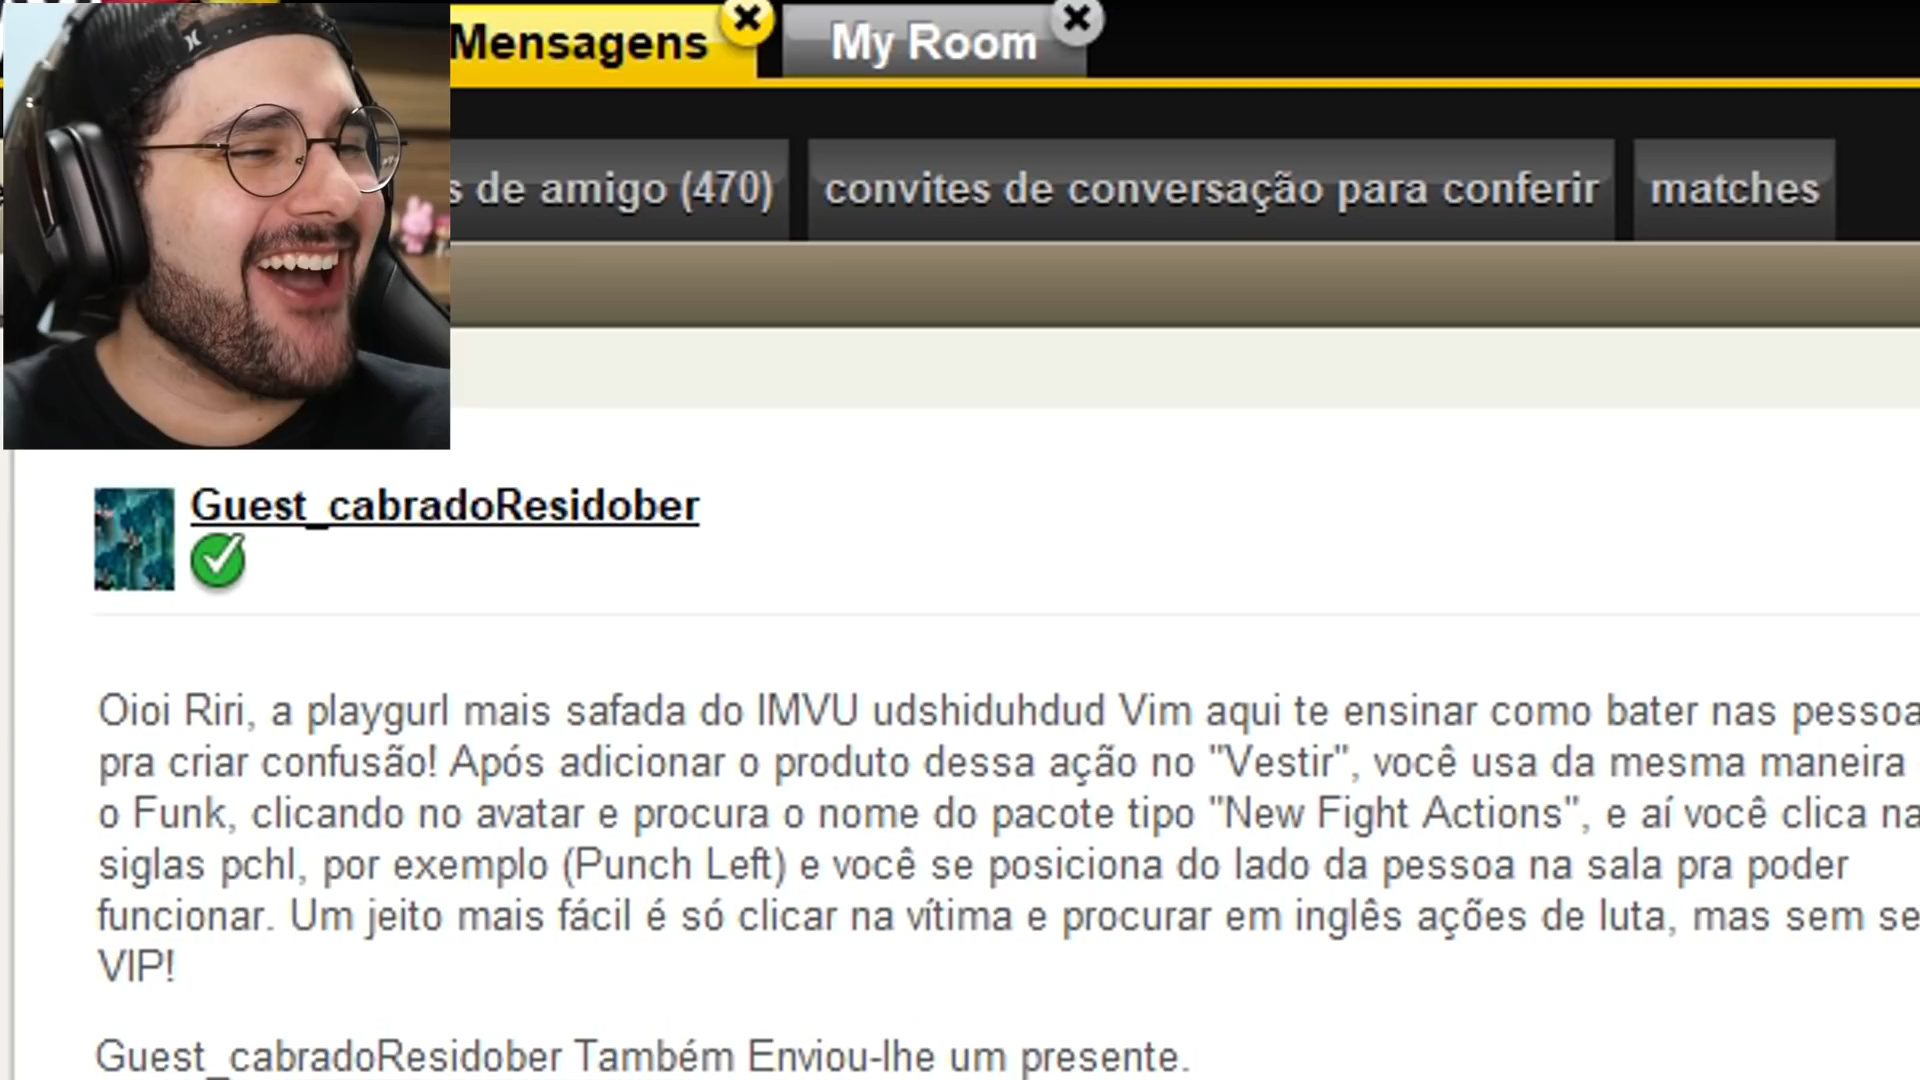 Mensagens
My Room
s de amigo (470)
convites de conversação para conferir
matches
Guest_cabradoResidober
Oioi Riri, a playgurl mais safada do IMVU udshiduhdud Vim aqui te ensinar como bater nas pessoa
pra criar confusão! Após adicionar o produto dessa ação no "Vestir", você usa da mesma maneira
o Funk, clicando no avatar e procura o nome do pacote tipo "New Fight Actions", e aí você clica na
siglas pchl, por exemplo (Punch Left) e você se posiciona do lado da pessoa na sala pra poder
funcionar. Um jeito mais fácil é só clicar na vítima e procurar em inglês ações de luta, mas sem se
VIP!
Guest_cabradoResidober Também Enviou-lhe um presente.